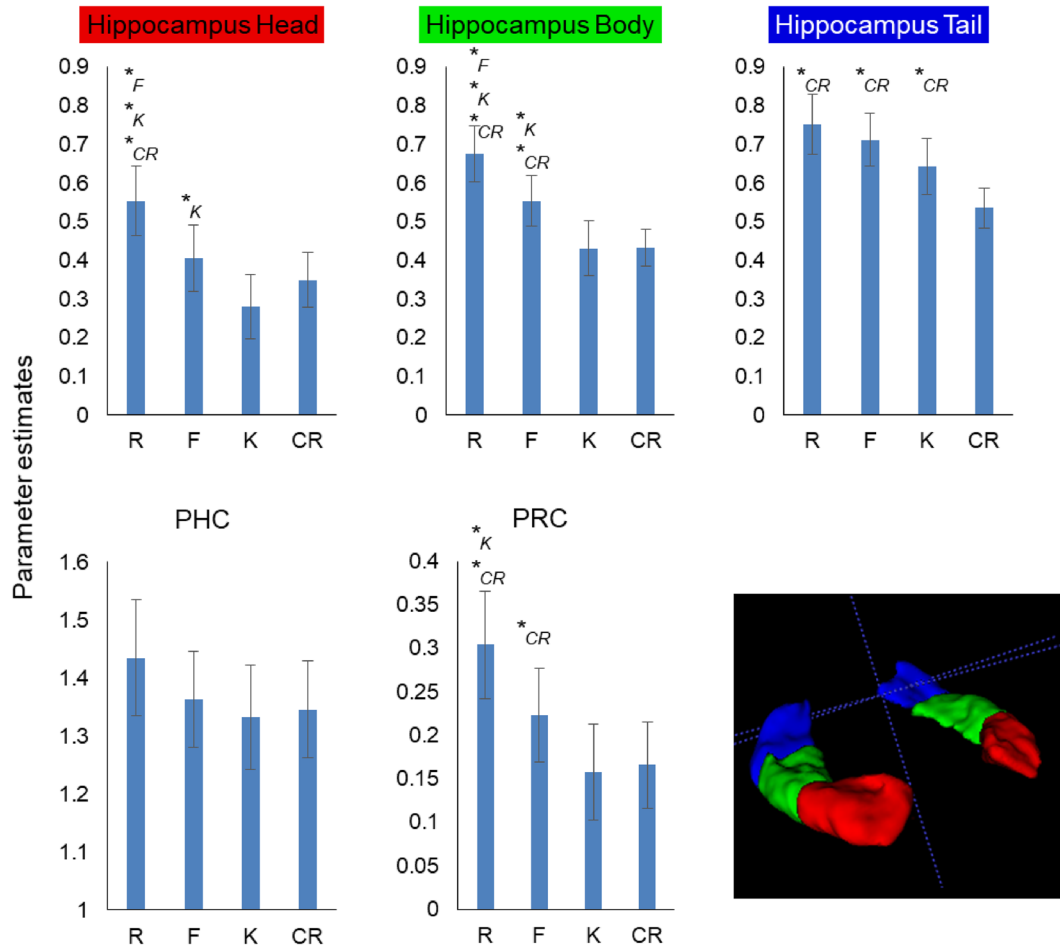 Hippocampus Head
Hippocampus Body
Hippocampus Tail
Parameter estimates
0.9
0.8
0.7
0.6
0.5
0.4
0.3
0.2
0.1
0
*F
*K
*CR
*K
R F K CR
0.9
0.8
0.7
0.6
0.5
0.4
0.3
0.2
0.1
0
*F
*K
*CR
*K
*CR
R F K CR
0.9
0.8
0.7
0.6
0.5
0.4
0.3
0.2
0.1
0
*CR *CR *CR
R F K CR
PHC
1.6
1.5
1.4
1.3
1.2
1.1
1
R F K CR
PRC
0.4
0.35
0.3
0.25
0.2
0.15
0.1
0.05
0
*K
*CR
*CR
R F K CR